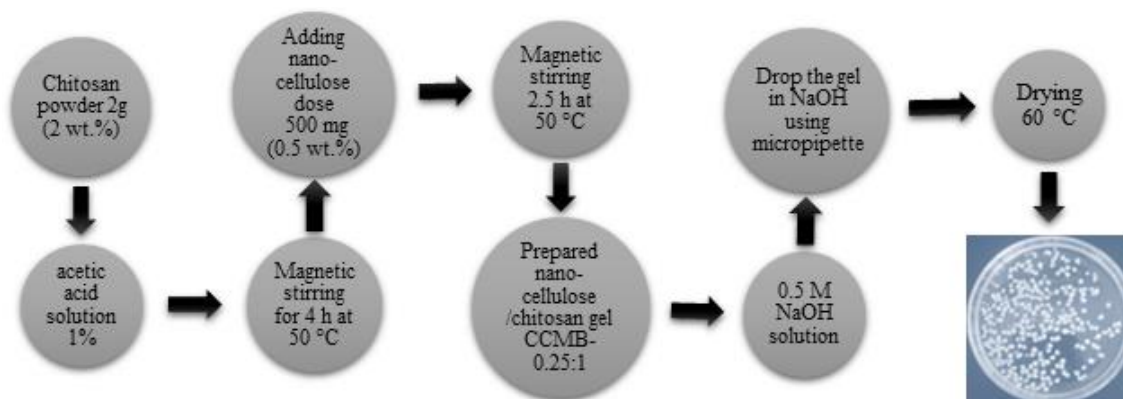 Chitosan
powder 2g
(2 wt.%)
acetic
acid
solution
1%
Magnetic
stirring
for 4 h at
50 °C
Adding
nano-
cellulose
dose
500 mg
(0.5 wt.%)
Magnetic
stirring
2.5 h at
50 °C
Prepared
nano-
cellulose
/chitosan gel
CCMB-
0.25:1
0.5 M
NaOH
solution
Drop the gel
in NaOH
using
micropipette
Drying
60 °C